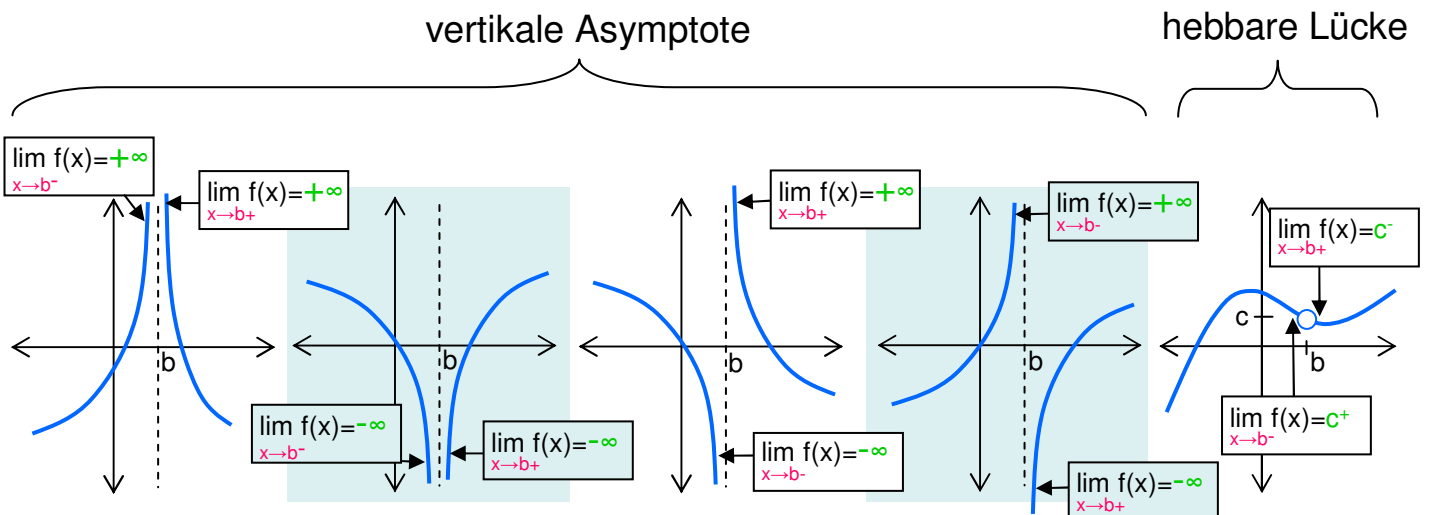 vertikale Asymptote
hebbare Lücke
lim f(x)=+∞
x→b-
lim f(x)=+∞
x→b+
b
lim f(x)=-∞
x→b-
lim f(x)=-∞
x→b+
b
lim f(x)=+∞
x→b+
lim f(x)=-∞
x→b-
b
lim f(x)=+∞
x→b-
lim f(x)=-∞
x→b+
b
lim f(x)=c⁻
x→b+
c
b
lim f(x)=c⁺
x→b-